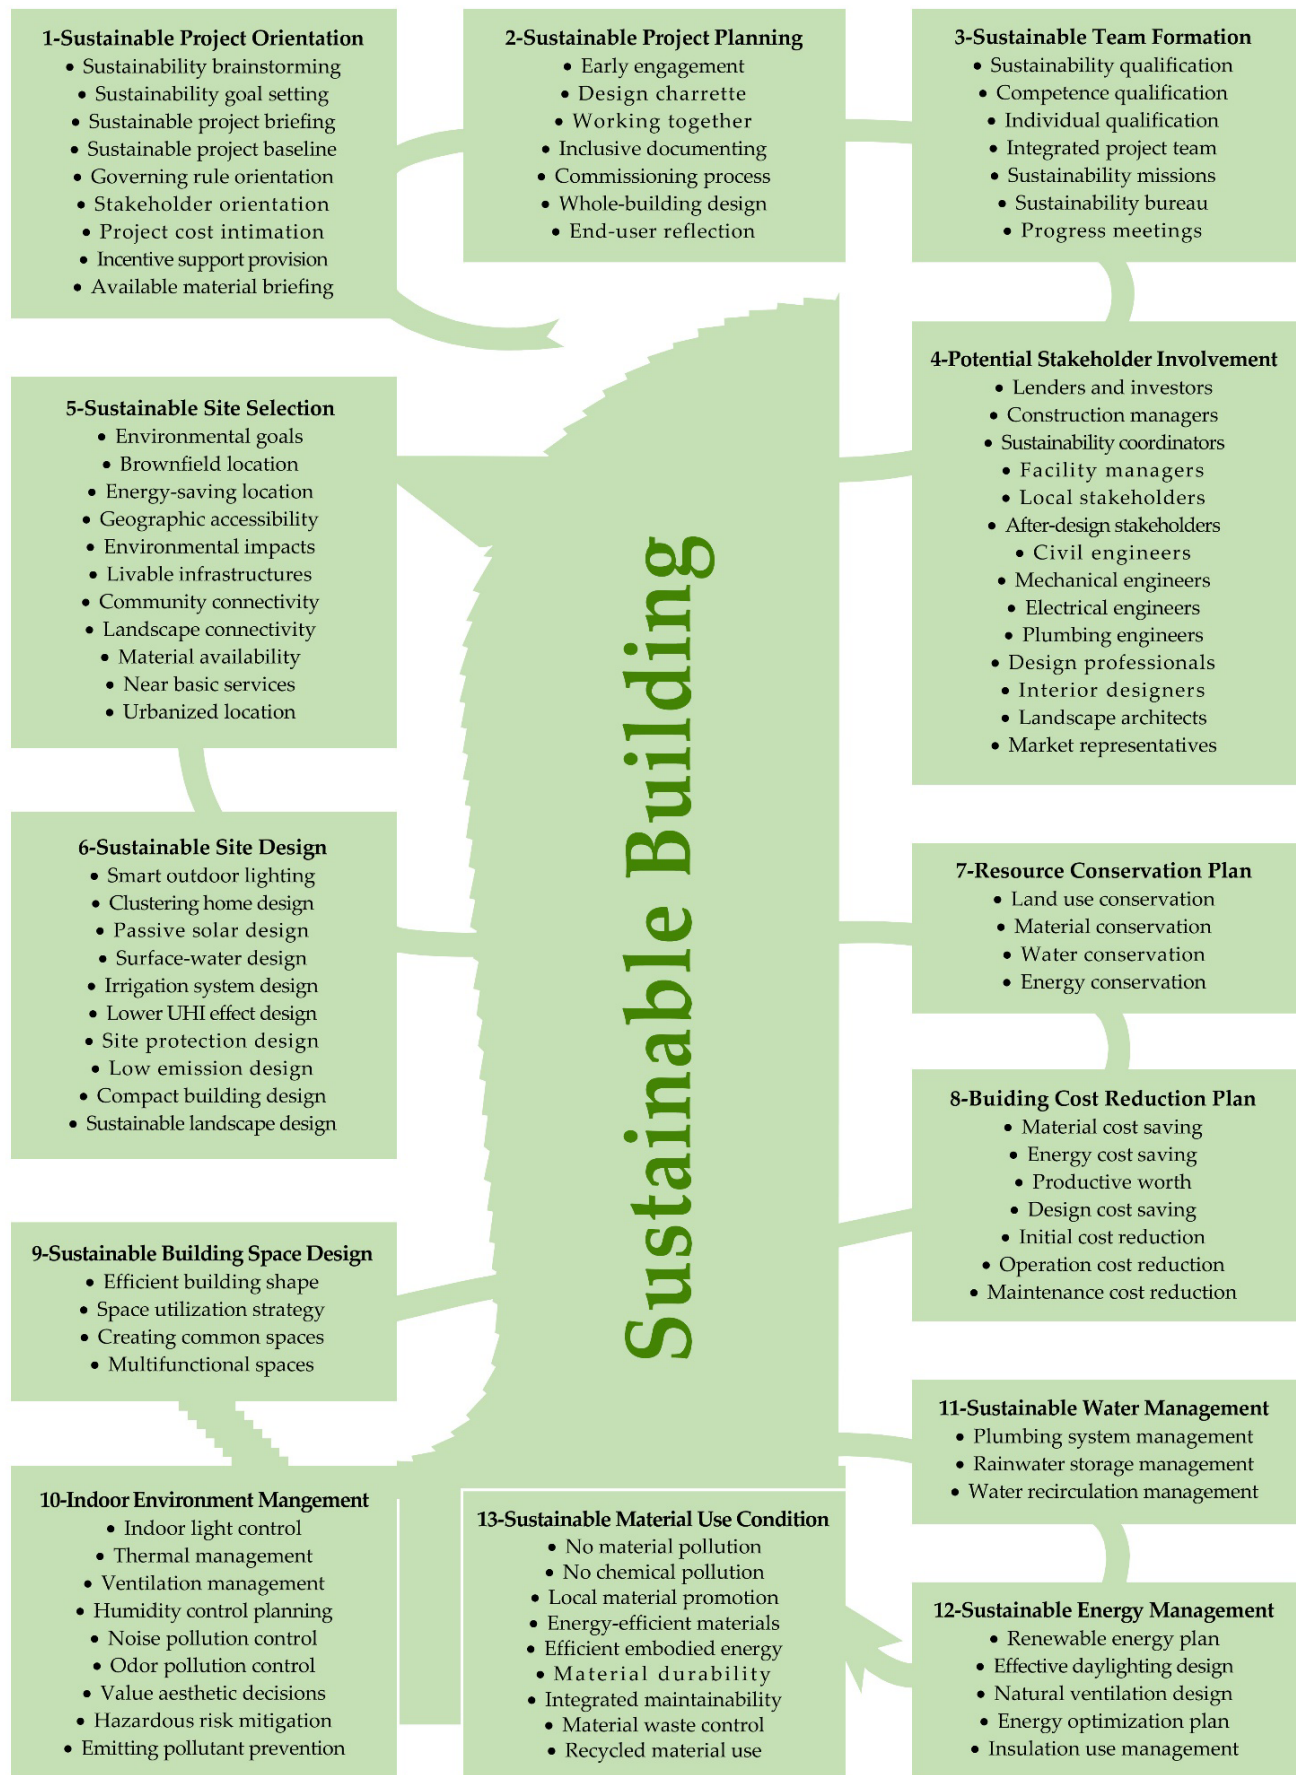 1-Sustainable Project Orientation
• Sustainability brainstorming
• Sustainability goal setting
• Sustainable project briefing
• Sustainable project baseline
• Governing rule orientation
• Stakeholder orientation
• Project cost intimation
• Incentive support provision
• Available material briefing
2-Sustainable Project Planning
• Early engagement
• Design charrette
• Working together
• Inclusive documenting
• Commissioning process
• Whole-building design
• End-user reflection
3-Sustainable Team Formation
• Sustainability qualification
• Competence qualification
• Individual qualification
• Integrated project team
• Sustainability missions
• Sustainability bureau
• Progress meetings
4-Potential Stakeholder Involvement
• Lenders and investors
• Construction managers
• Sustainability coordinators
• Facility managers
• Local stakeholders
• After-design stakeholders
• Civil engineers
• Mechanical engineers
• Electrical engineers
• Plumbing engineers
• Design professionals
• Interior designers
• Landscape architects
• Market representatives
5-Sustainable Site Selection
• Environmental goals
• Brownfield location
• Energy-saving location
• Geographic accessibility
• Environmental impacts
• Livable infrastructures
• Community connectivity
• Landscape connectivity
• Material availability
• Near basic services
• Urbanized location
Sustainable Building
6-Sustainable Site Design
• Smart outdoor lighting
• Clustering home design
• Passive solar design
• Surface-water design
• Irrigation system design
• Lower UHI effect design
• Site protection design
• Low emission design
• Compact building design
• Sustainable landscape design
7-Resource Conservation Plan
• Land use conservation
• Material conservation
• Water conservation
• Energy conservation
8-Buiding Cost Reduction Plan
• Material cost saving
• Energy cost saving
• Productive worth
• Design cost saving
• Initial cost reduction
• Operation cost reduction
• Maintenance cost reduction
9-Sustainable Building Space Design
• Efficient building shape
• Space utilization strategy
• Creating common spaces
• Multifunctional spaces
10-Indoor Environment Mangement
• Indoor light control
• Thermal management
• Ventilation management
• Humidity control planning
• Noise pollution control
• Odor pollution control
• Value aesthetic decisions
• Hazardous risk mitigation
• Emitting pollutant prevention
11-Sustainable Water Management
• Plumbing system management
• Rainwater storage management
• Water recirculation management
12-Sustainable Energy Management
• Renewable energy plan
• Effective daylighting design
• Natural ventilation design
• Energy optimization plan
• Insulation use management
13-Sustainable Material Use Condition
• No material pollution
• No chemical pollution
• Local material promotion
• Energy-efficient materials
• Efficient embodied energy
• Material durability
• Integrated maintainability
• Material waste control
• Recycled material use